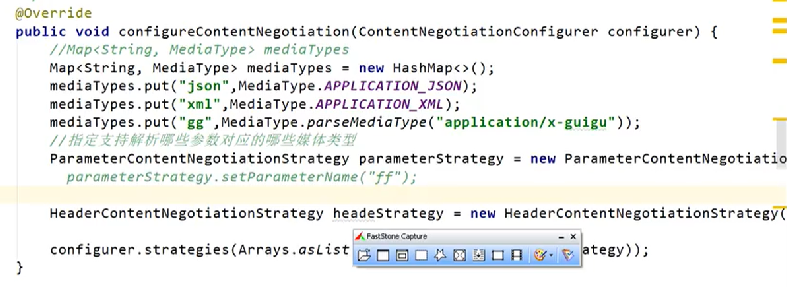 @Override
public void configureContentNegotiation(ContentNegotiationConfigurer configurer) {
//Map<String, MediaType> mediaTypes
Map<String, MediaType> mediaTypes = new HashMap<>();
mediaTypes.put("json",MediaType.APPLICATION_JSON);
mediaTypes.put("xml",MediaType.APPLICATION_XML);
mediaTypes.put("gg",MediaType.parseMediaType("application/x-guigu"));
//指定支持解析哪些参数对应的哪些媒体类型
ParameterContentNegotiationStrategy parameterStrategy = new ParameterContentNegotiatio
parameterStrategy.setParameterName("ff");
HeaderContentNegotiationStrategy headeStrategy = new HeaderContentNegotiationStrategy(
FastStone Capture
configurer.strategies(Arrays.asList tegy));
}